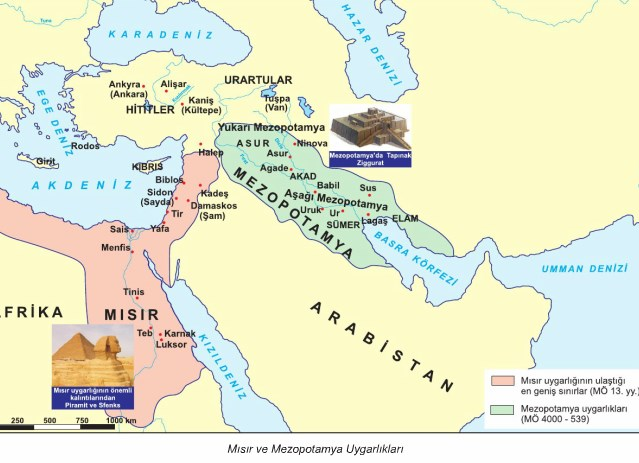 Tuna
KARADENİZ
HAZAR DENİZİ
Ankyra
(Ankara)
Alişar
HİTİTLER
Kaniş
(Kültepe)
URARTULAR
Tuşpa
(Van)
EGE DENİZİ
Rodos
Girit
KIBRIS
AKDENİZ
Yukarı Mezopotamya
ASUR
Ninova
Mezopotamya'da Tapınak
Ziggurat
Halep
Asur
Agade
AKAD
MEZOPOTAMYA
Babil
Sus
Aşağı Mezopotamya
Uruk
Ur
SÜMER
Lagaş
ELAM
Biblos
Sidon
(Sayda)
Kadeş
Damaskos
(Şam)
Tir
Yafa
Sais
Menfis
BASRA KÖRFEZİ
UMMAN DENİZİ
Tinis
AFRİKA
MISIR
ARABİSTAN
KIZILDENİZ
Teb
Karnak
Luksor
Mısır uygarlığının önemli
kalıntılarından
Piramit ve Sfenks
250 500 750 1000 km
Mısır uygarlığının ulaştığı
en geniş sınırlar (MÖ 13. yy.)
Mezopotamya uygarlıkları
(MÖ 4000 - 539)
Mısır ve Mezopotamya Uygarlıkları